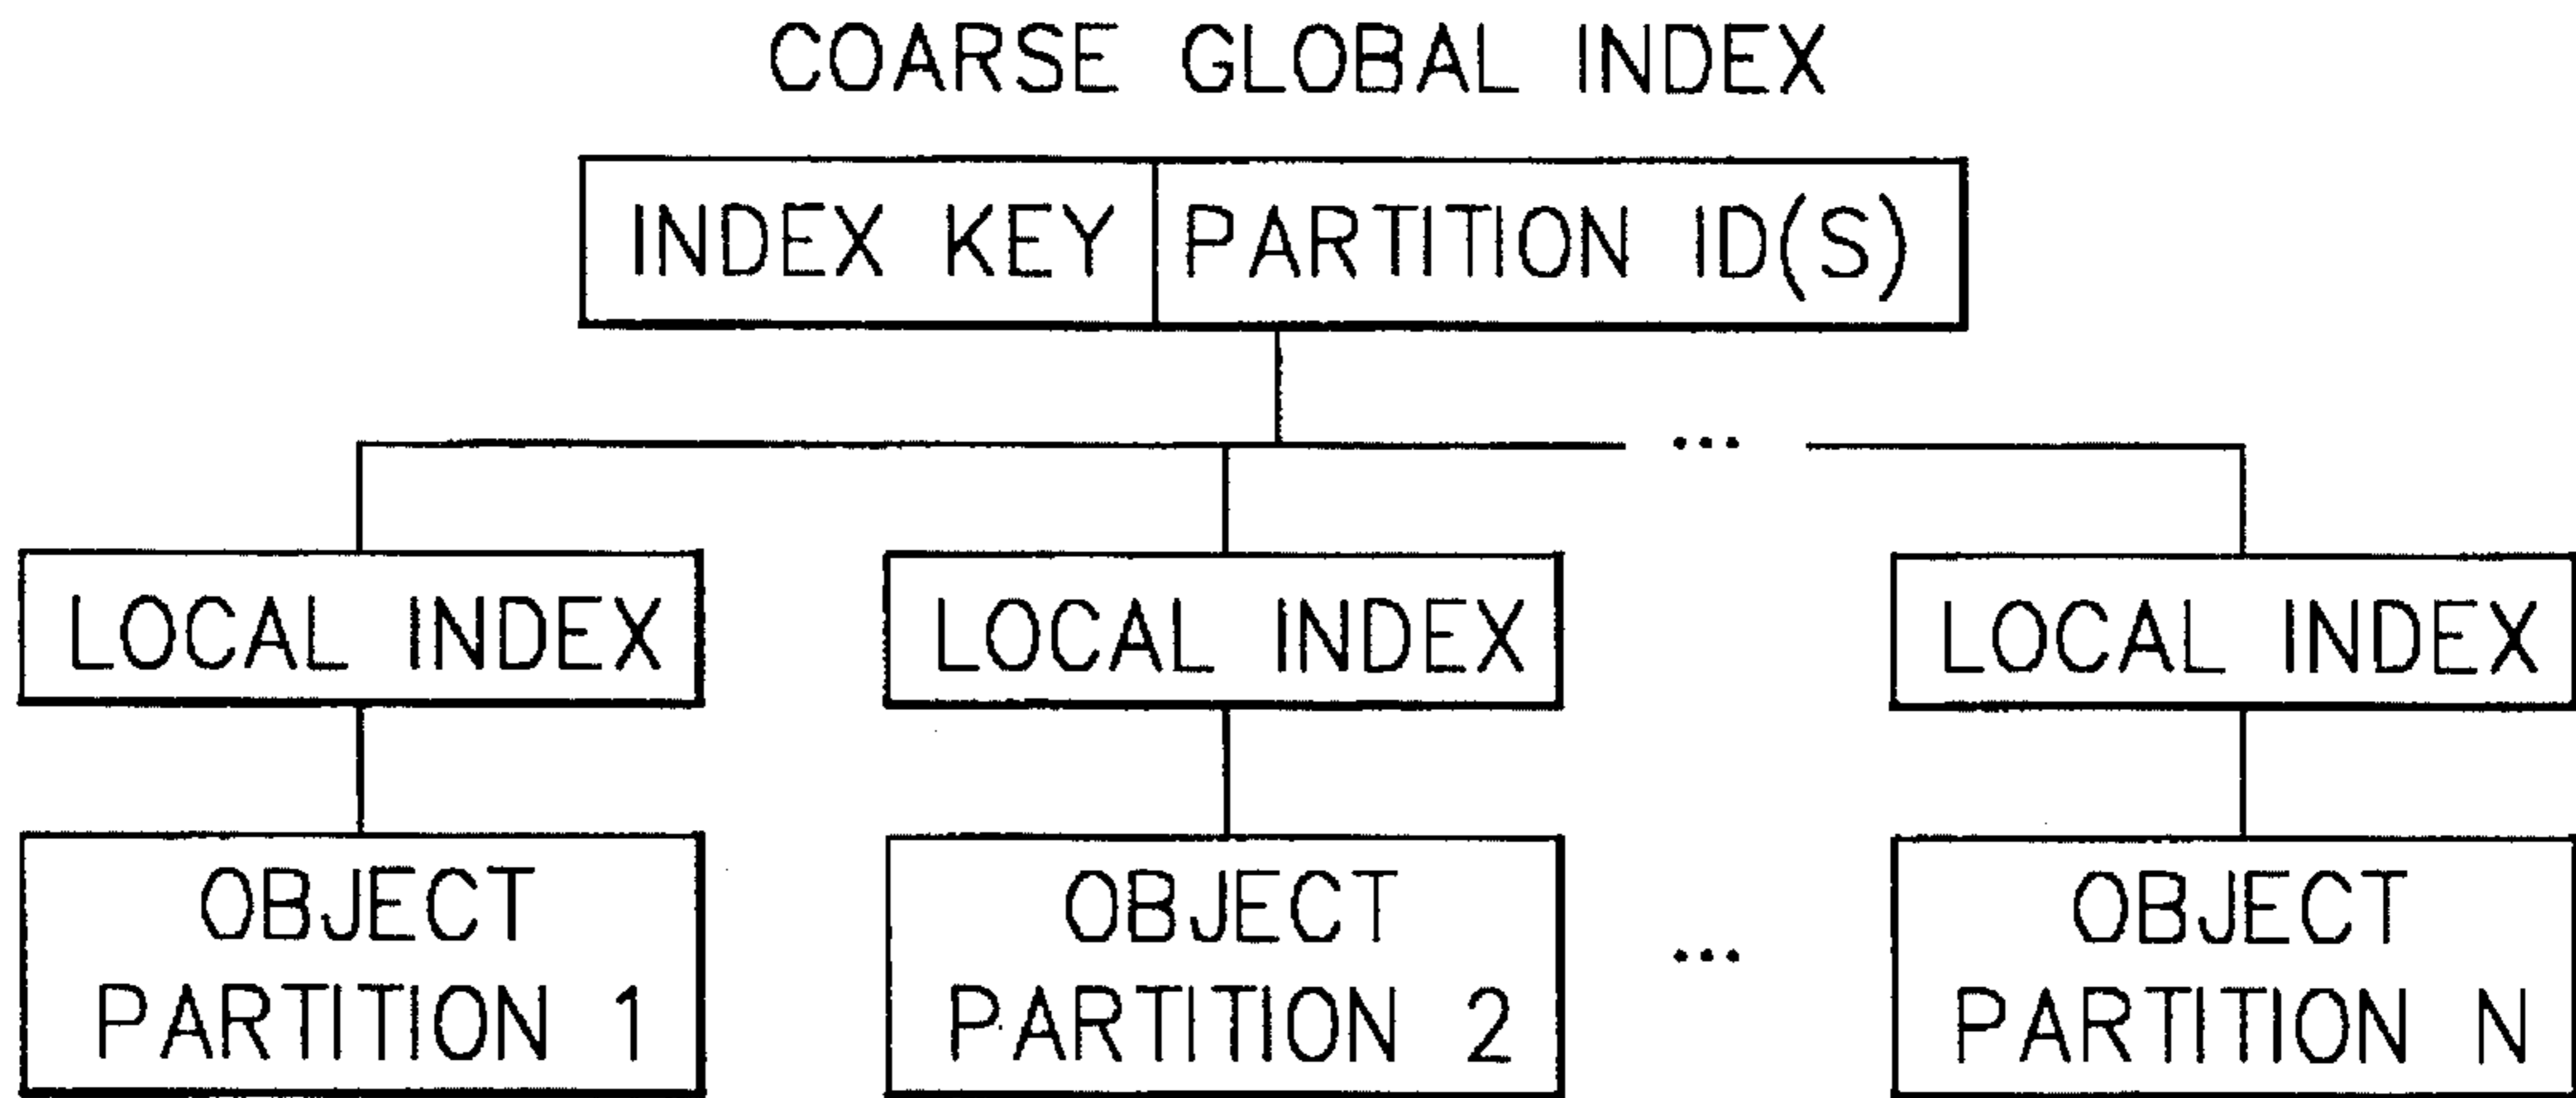 COARSE GLOBAL INDEX
INDEX KEY PARTITION ID(S)
...
LOCAL INDEX LOCAL INDEX LOCAL INDEX
OBJECT OBJECT OBJECT
...
PARTITION 1 PARTITION 2 PARTITION N